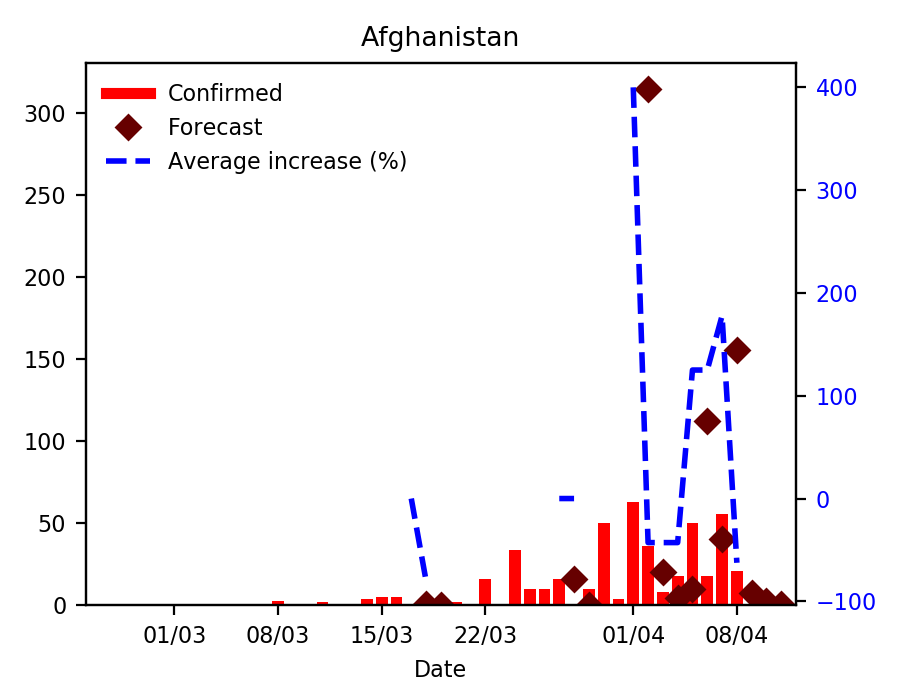 Afghanistan
Confirmed
Forecast
Average increase (%)
300
250
200
150
100
50
0
400
300
200
100
0
−100
01/03 08/03 15/03 22/03 01/04 08/04
Date